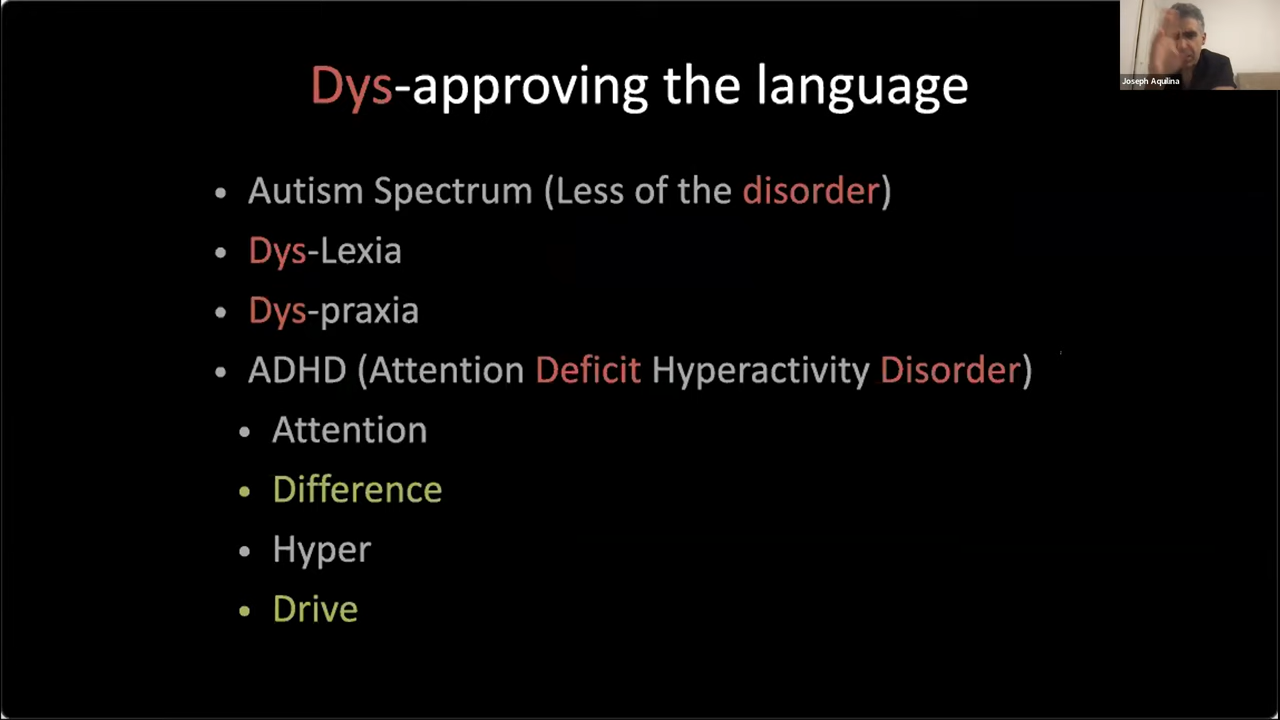 Dys-approving the language
Joseph Aquilina
• Autism Spectrum (Less of the disorder)
• Dys-Lexia
• Dys-praxia
• ADHD (Attention Deficit Hyperactivity Disorder)
• Attention
• Difference
• Hyper
• Drive